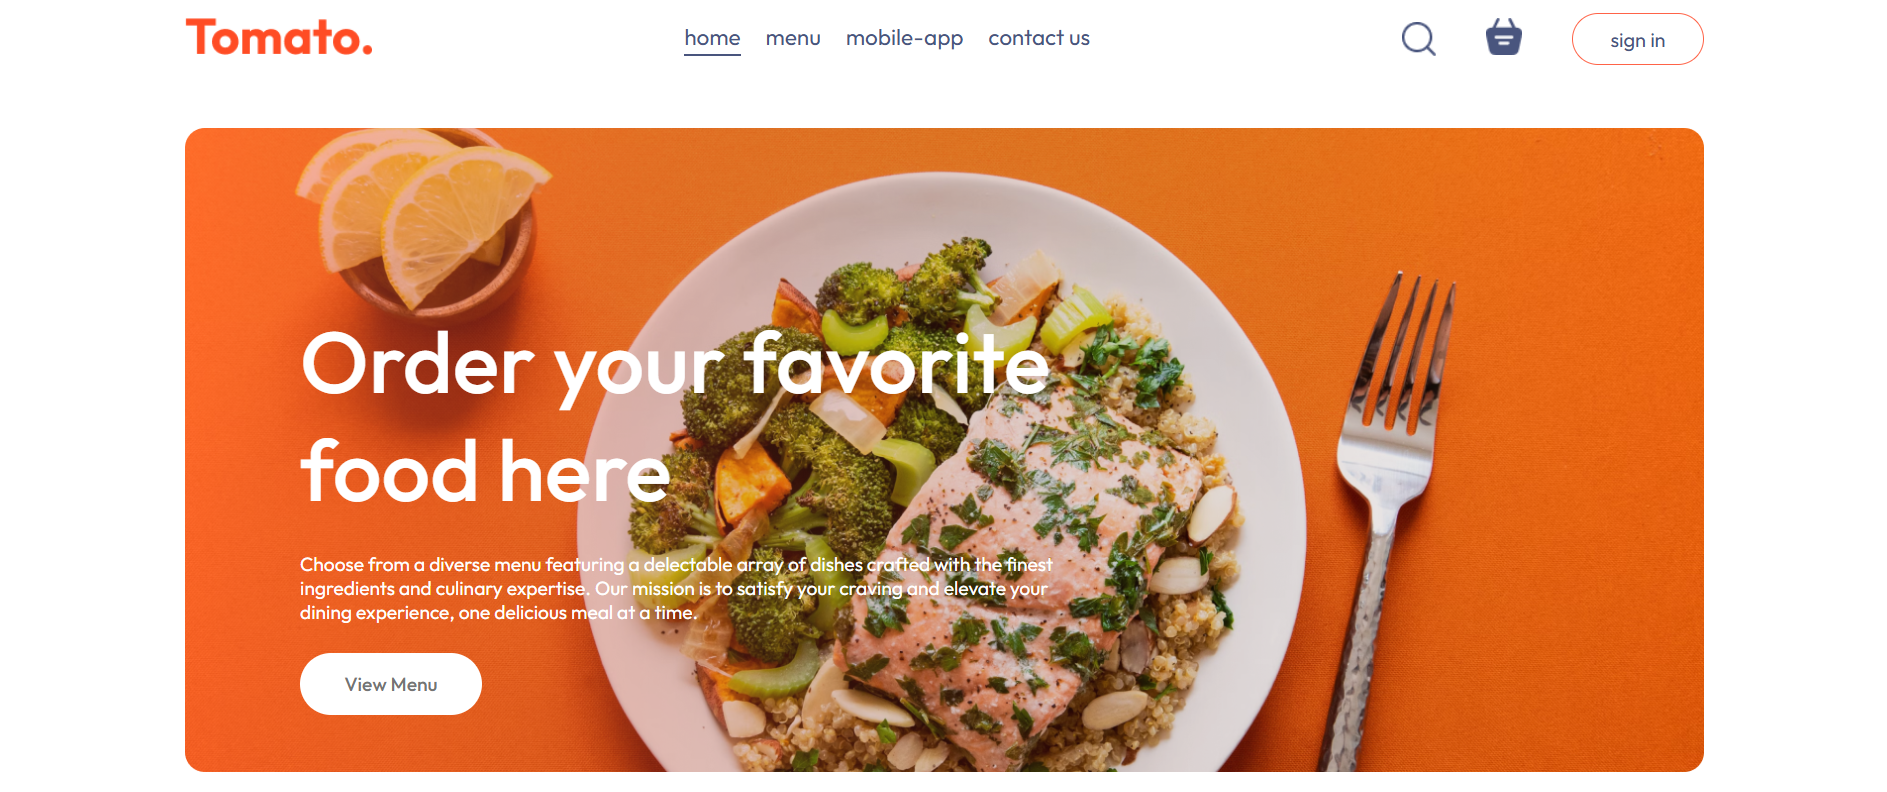 Tomato.
home menu mobile-app contact us
sign in
Order your favorite
food here
Choose from a diverse menu featuring a delectable array of dishes crafted with the finest
ingredients and culinary expertise. Our mission is to satisfy your craving and elevate your
dining experience, one delicious meal at a time.
View Menu